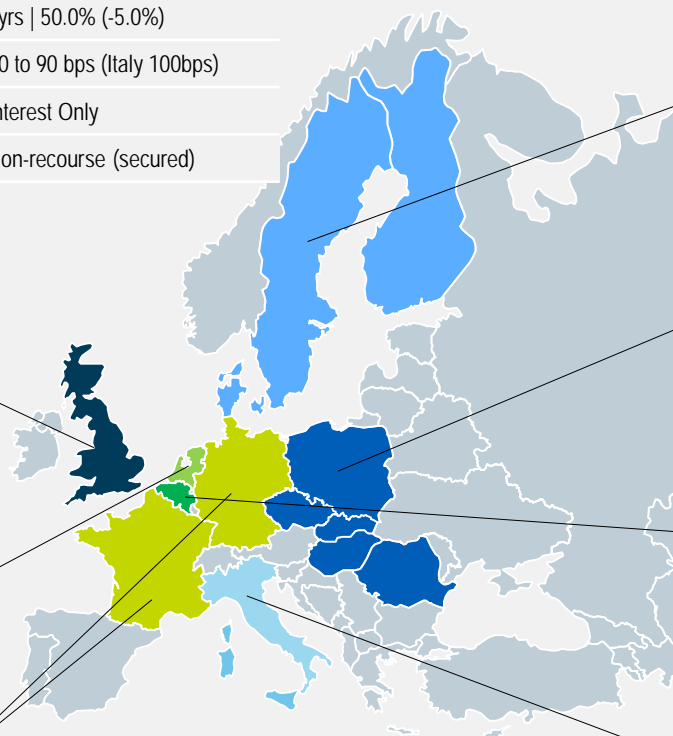 yrs | 50.0% (-5.0%)
0 to 90 bps (Italy 100bps)
nterest Only
on-recourse (secured)